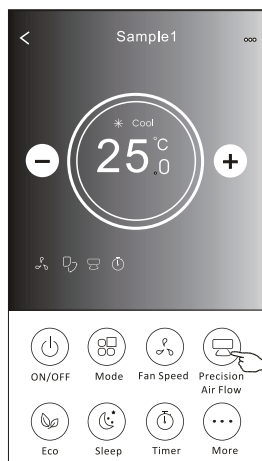 Sample1
Cool
25.0 °C
ON/OFF Mode Fan Speed Precision
Air Flow
Eco Sleep Timer More